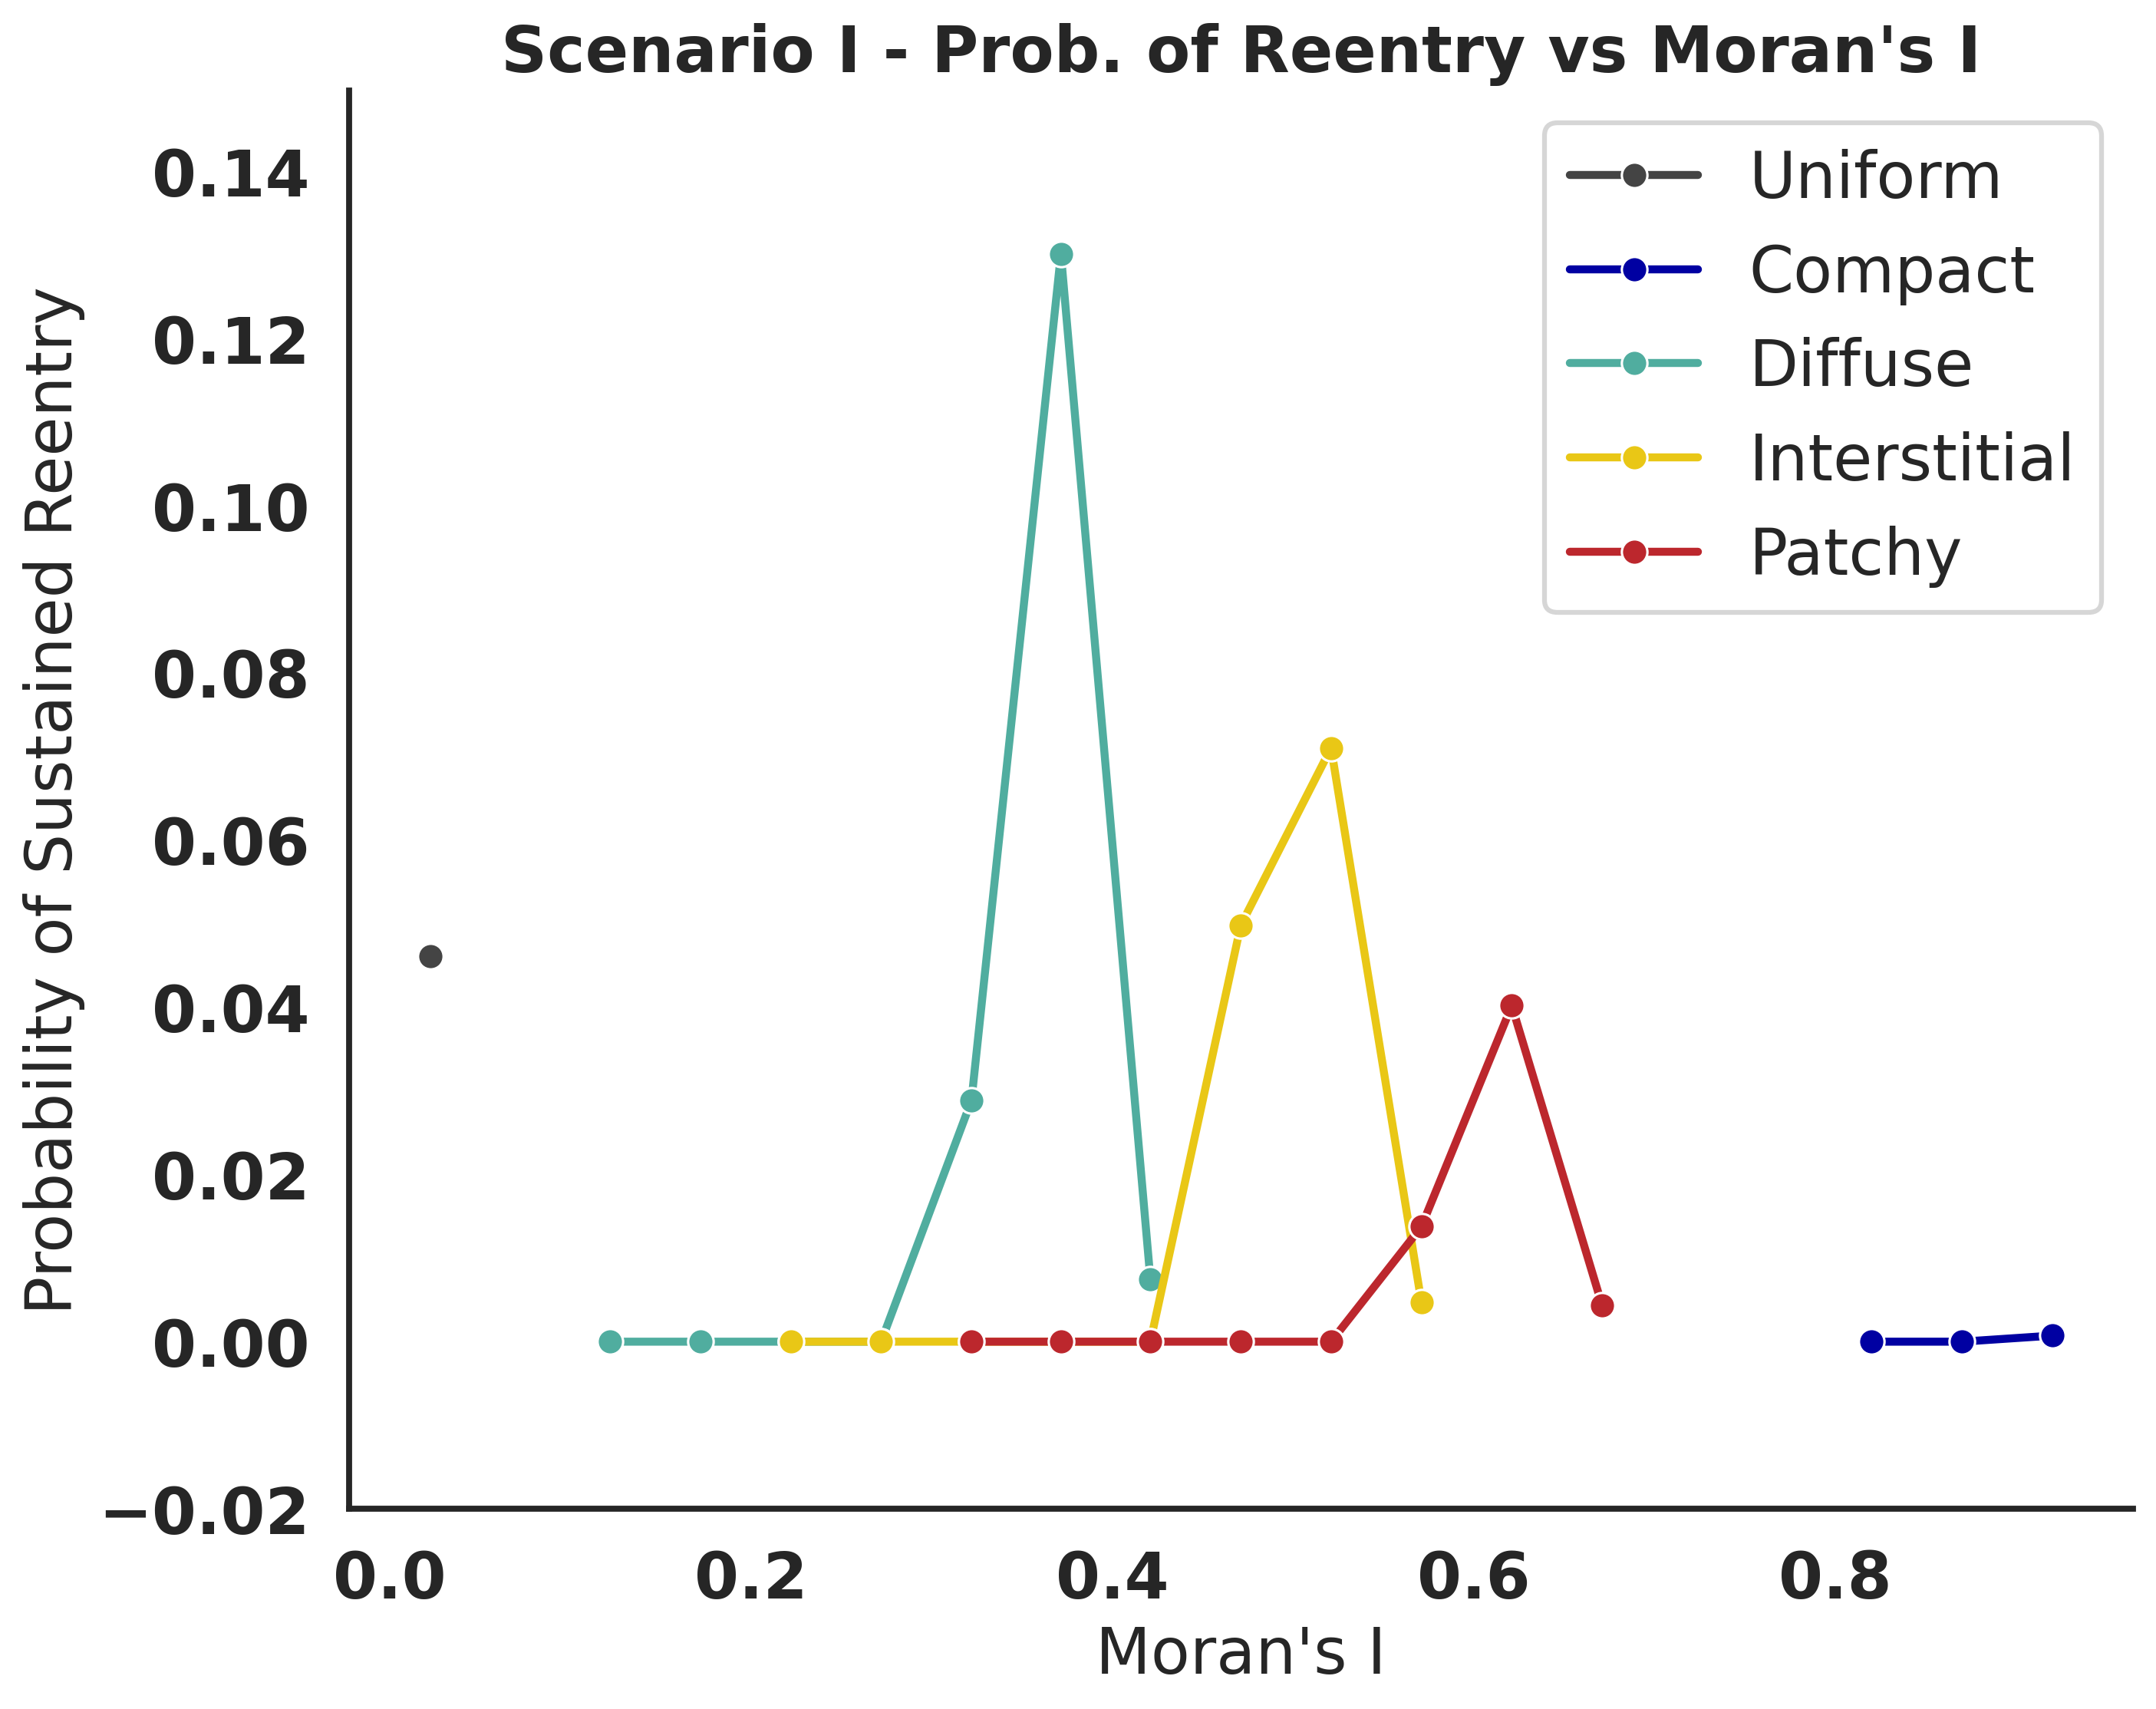 Scenario I - Prob. of Reentry vs Moran's I
Probability of Sustained Reentry
0.14
0.12
0.10
0.08
0.06
0.04
0.02
0.00
−0.02
Uniform
Compact
Diffuse
Interstitial
Patchy
0.0 0.2 0.4 0.6 0.8
Moran's I